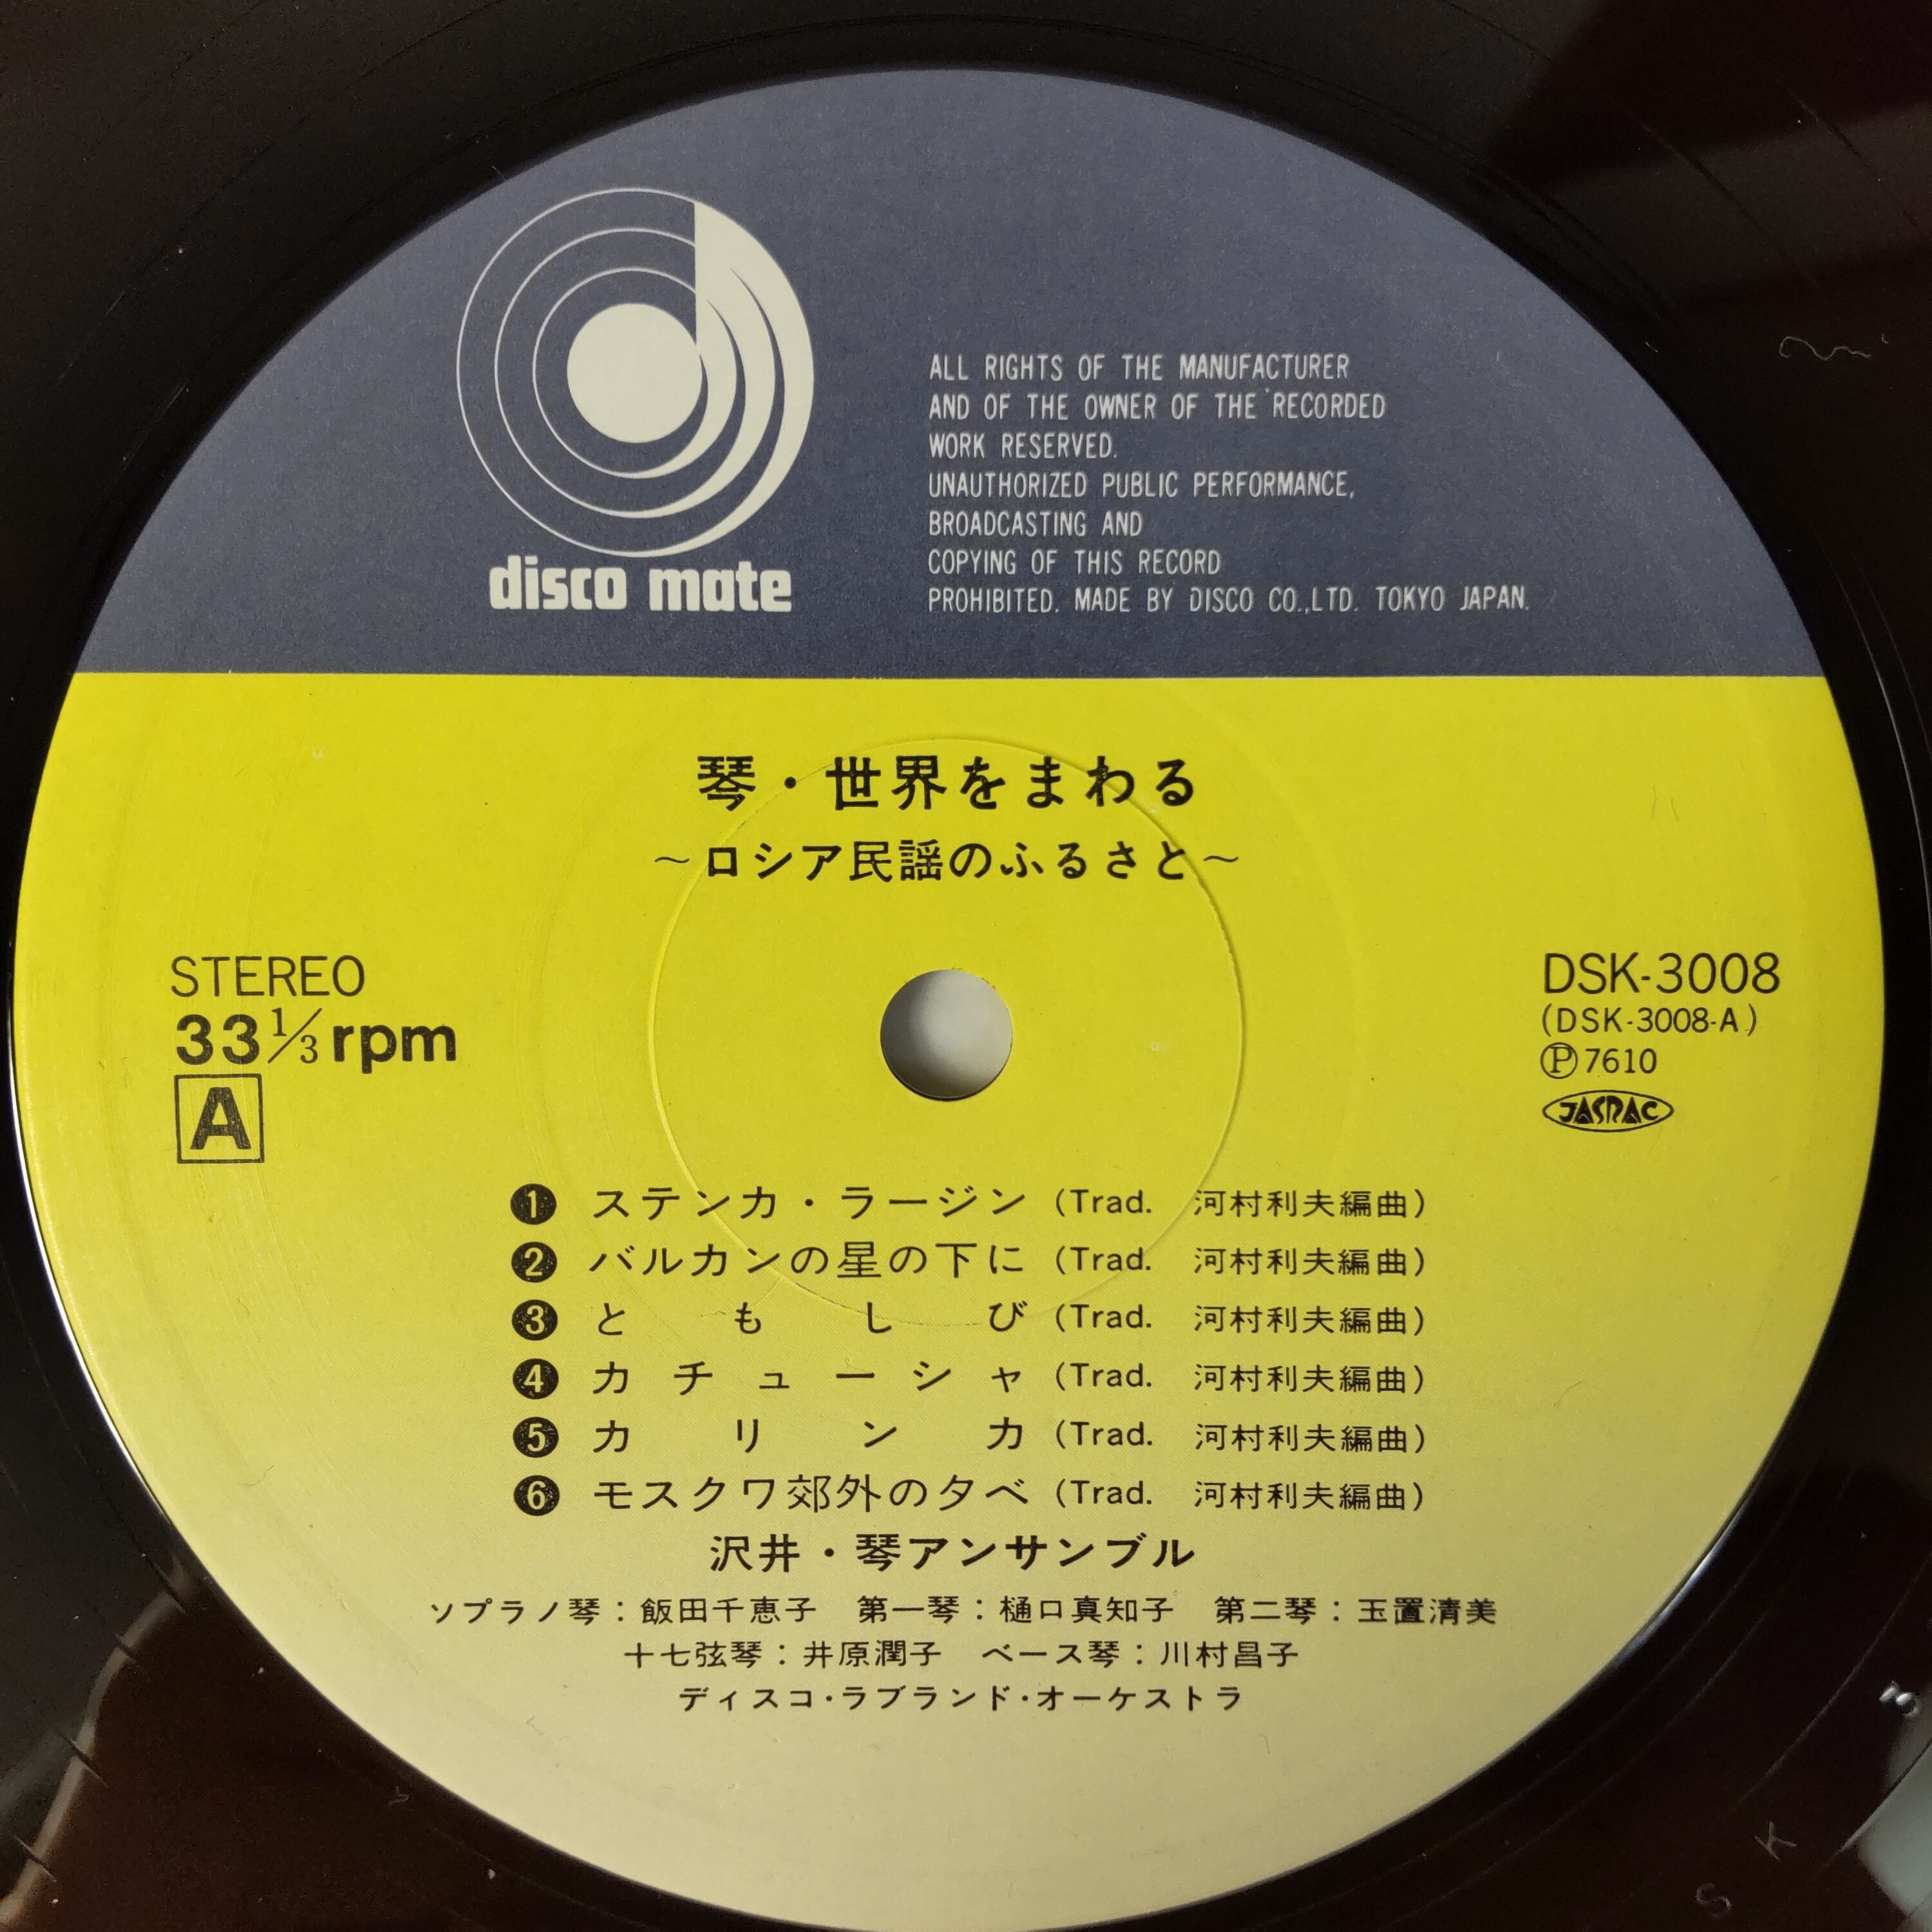 disco mate
ALL RIGHTS OF THE MANUFACTURER
AND OF THE OWNER OF THE RECORDED
WORK RESERVED.
UNAUTHORIZED PUBLIC PERFORMANCE,
BROADCASTING AND
COPYING OF THIS RECORD
PROHIBITED. MADE BY DISCO CO.,LTD. TOKYO JAPAN.
琴・世界をまわる
〜ロシア民謡のふるさと〜
STEREO
33 1/3 rpm
A
DSK-3008
(DSK-3008-A)
Ⓟ7610
JASRAC
❶ ステンカ・ラージン (Trad. 河村利夫編曲)
❷ バルカンの星の下に (Trad. 河村利夫編曲)
❸ ともしび (Trad. 河村利夫編曲)
❹ カチューシャ (Trad. 河村利夫編曲)
❺ カリンカ (Trad. 河村利夫編曲)
❻ モスクワ郊外の夕べ (Trad. 河村利夫編曲)
沢井・琴アンサンブル
ソプラノ琴：飯田千恵子 第一琴：樋口真知子 第二琴：玉置清美
十七弦琴：井原潤子 ベース琴：川村昌子
ディスコ・ラブランド・オーケストラ
S K 3